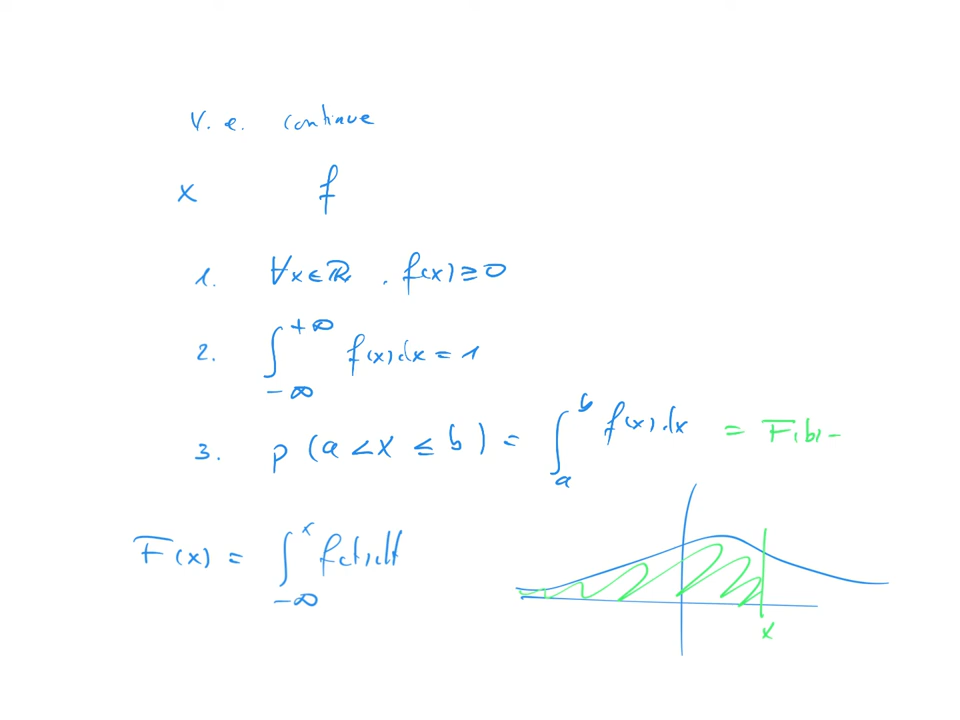 v. e. continue
x f
1. ∀x∈ℝ. f(x)≥0
2. ∫_{-∞}^{+∞} f(x)dx = 1
3. p(a<x≤b) = ∫_a^b f(x).dx = F(b)-
F(x) = ∫_{-∞}^x f(t)dt
x